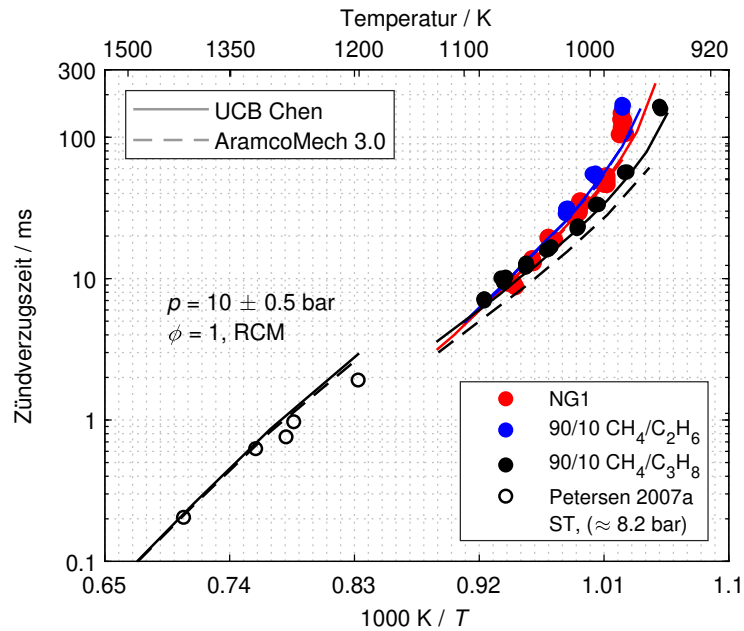 Temperatur / K
1500 1400 1300 1200 1100 1000 920
300
100
10
1
0.1
Zündverzugszeit / ms
UCB Chen
AramcoMech 3.0
p = 10 ± 0.5 bar
ϕ = 1, RCM
NG1
90/10 CH₄/C₂H₆
90/10 CH₄/C₃H₈
Petersen 2007a
ST, (≈ 8.2 bar)
0.65 0.74 0.83 0.92 1.01 1.1
1000 K / T